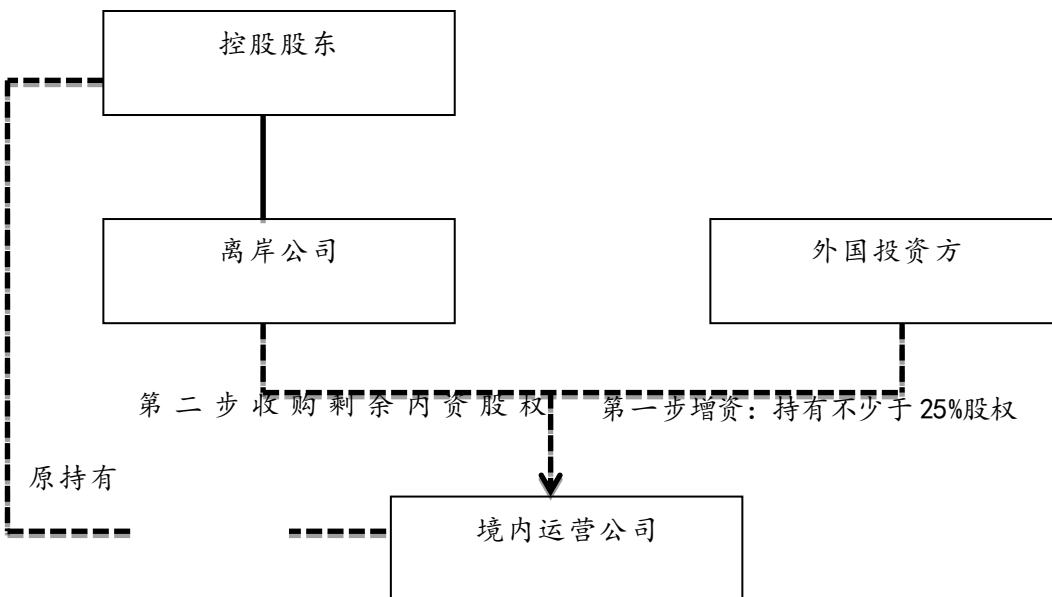 控股股东
离岸公司
外国投资方
第二步收购剩余内资股权
第一步增资：持有不少于25%股权
原持有
境内运营公司